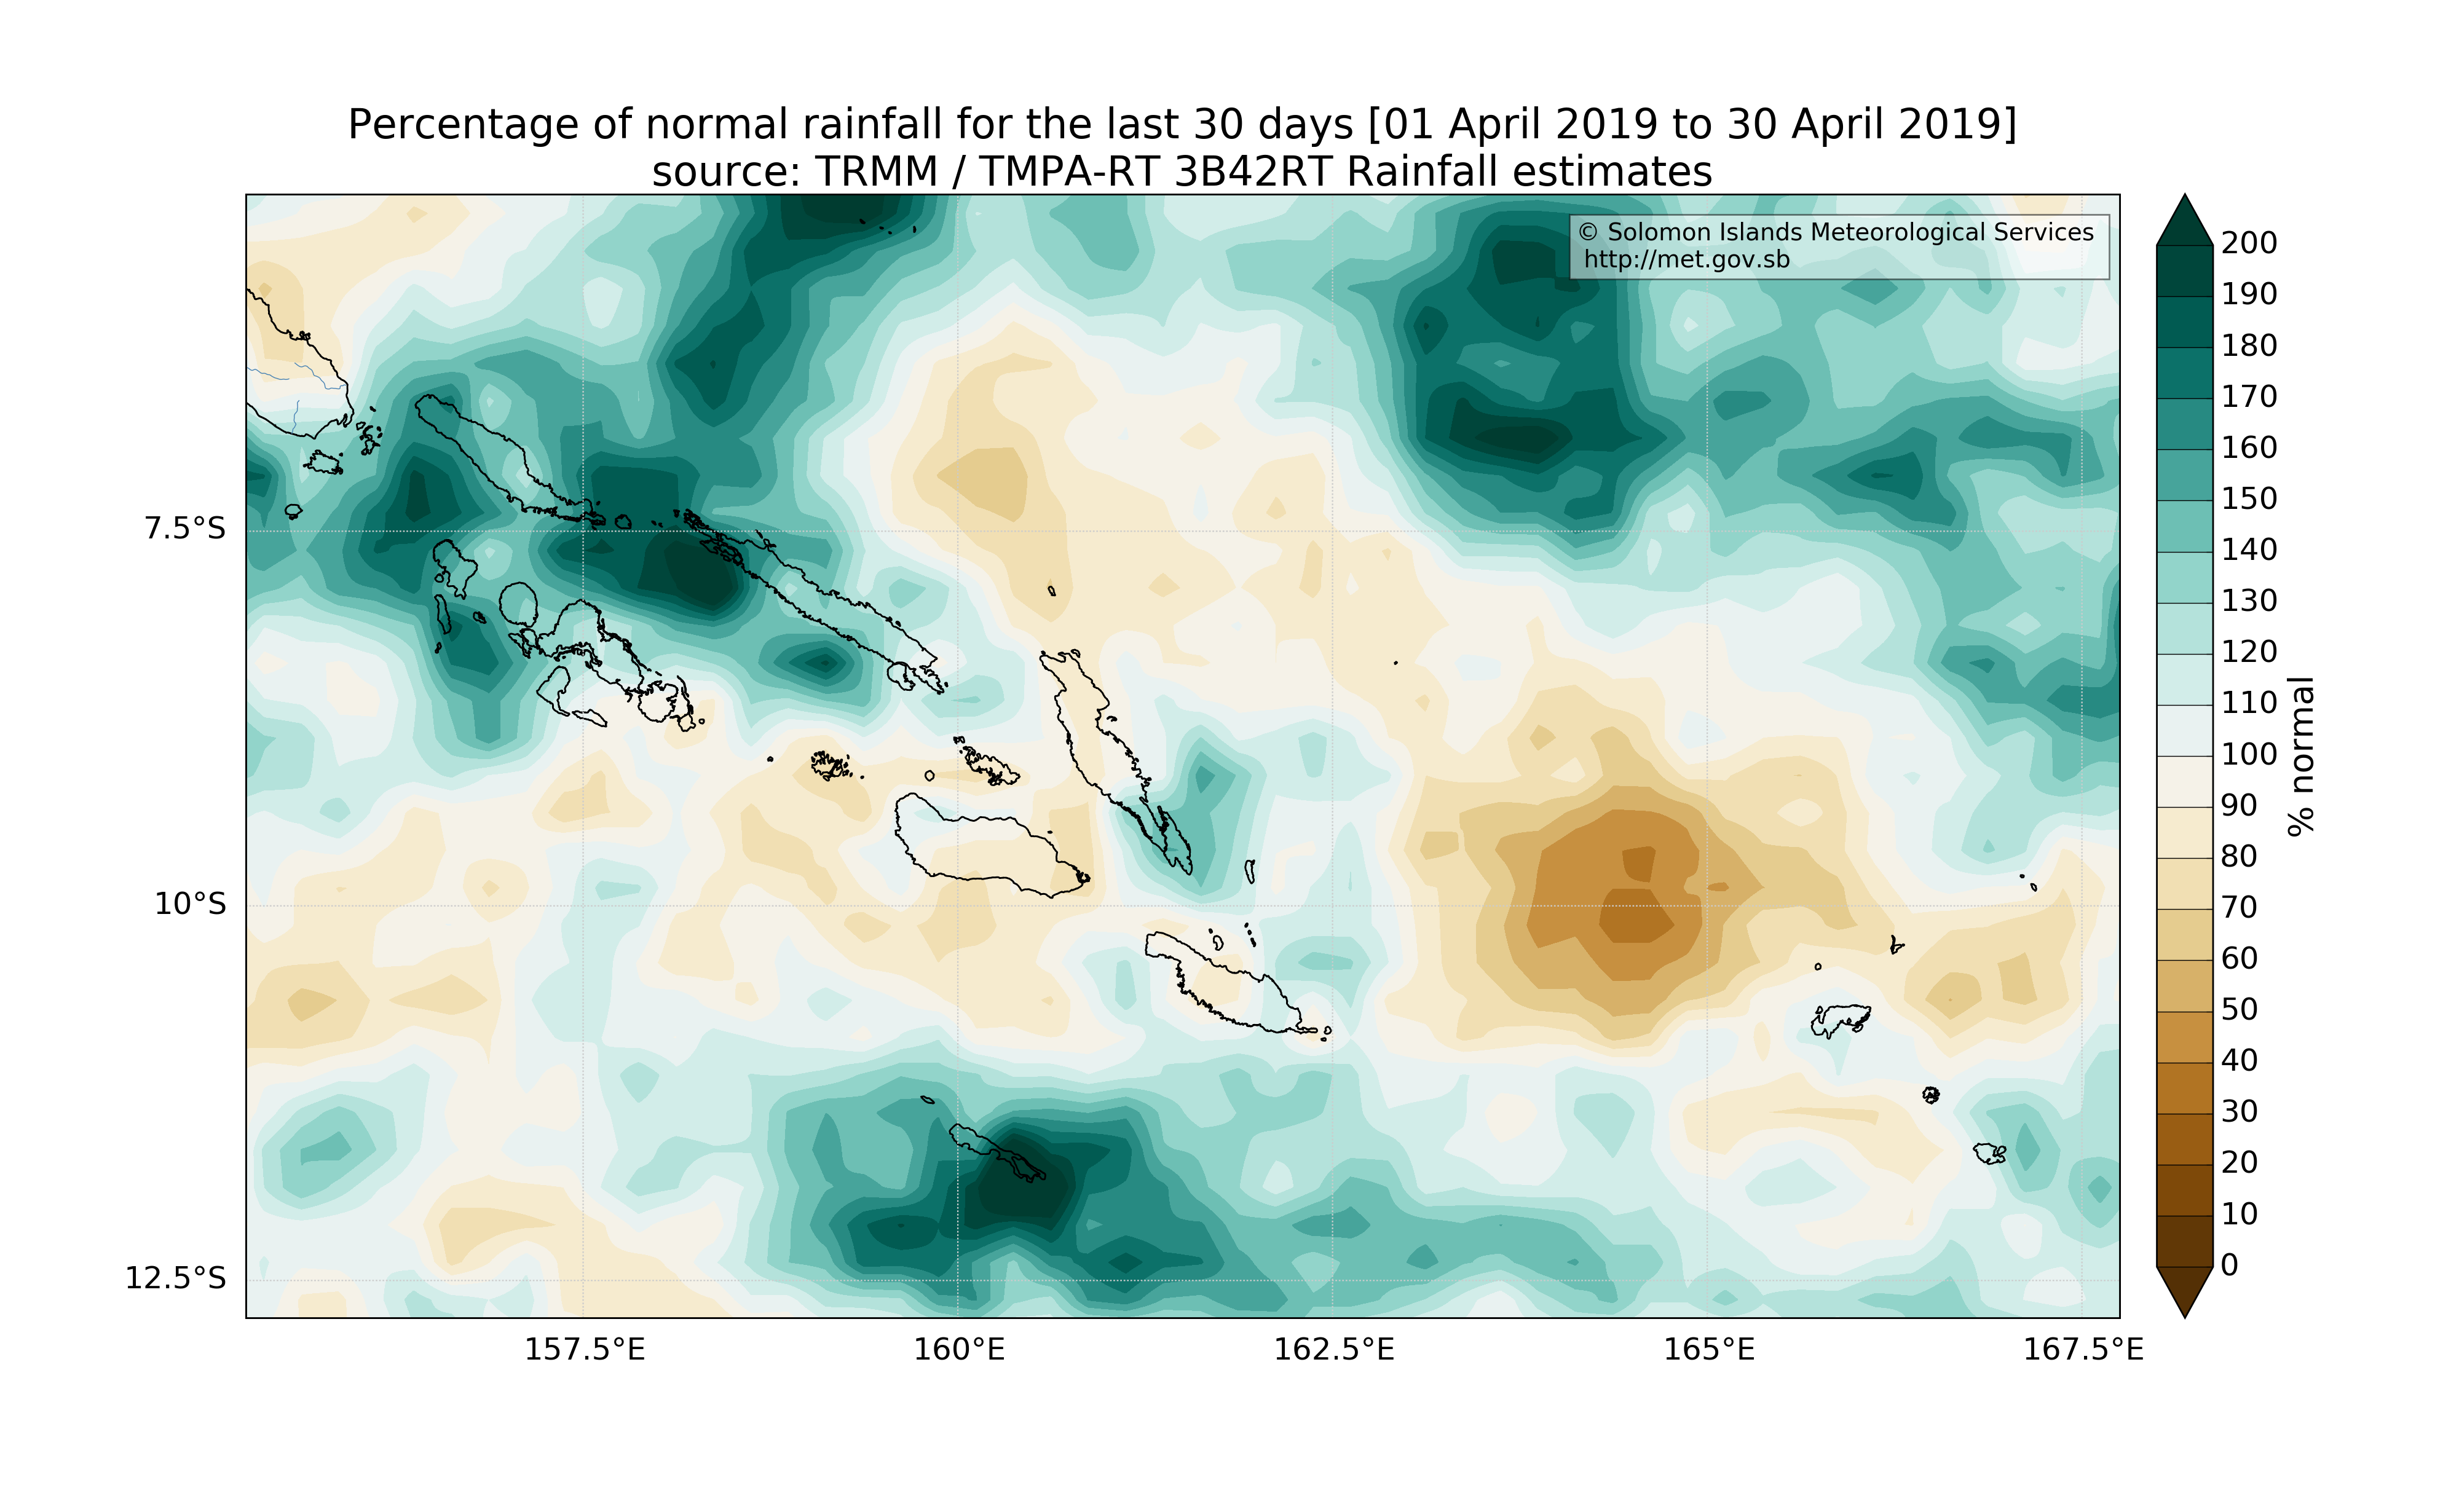 Percentage of normal rainfall for the last 30 days [01 April 2019 to 30 April 2019]
source: TRMM / TMPA-RT 3B42RT Rainfall estimates
© Solomon Islands Meteorological Services
http://met.gov.sb
7.5°S
10°S
12.5°S
157.5°E
160°E
162.5°E
165°E
167.5°E
200
190
180
170
160
150
140
130
120
110
100
90
80
70
60
50
40
30
20
10
0
% normal